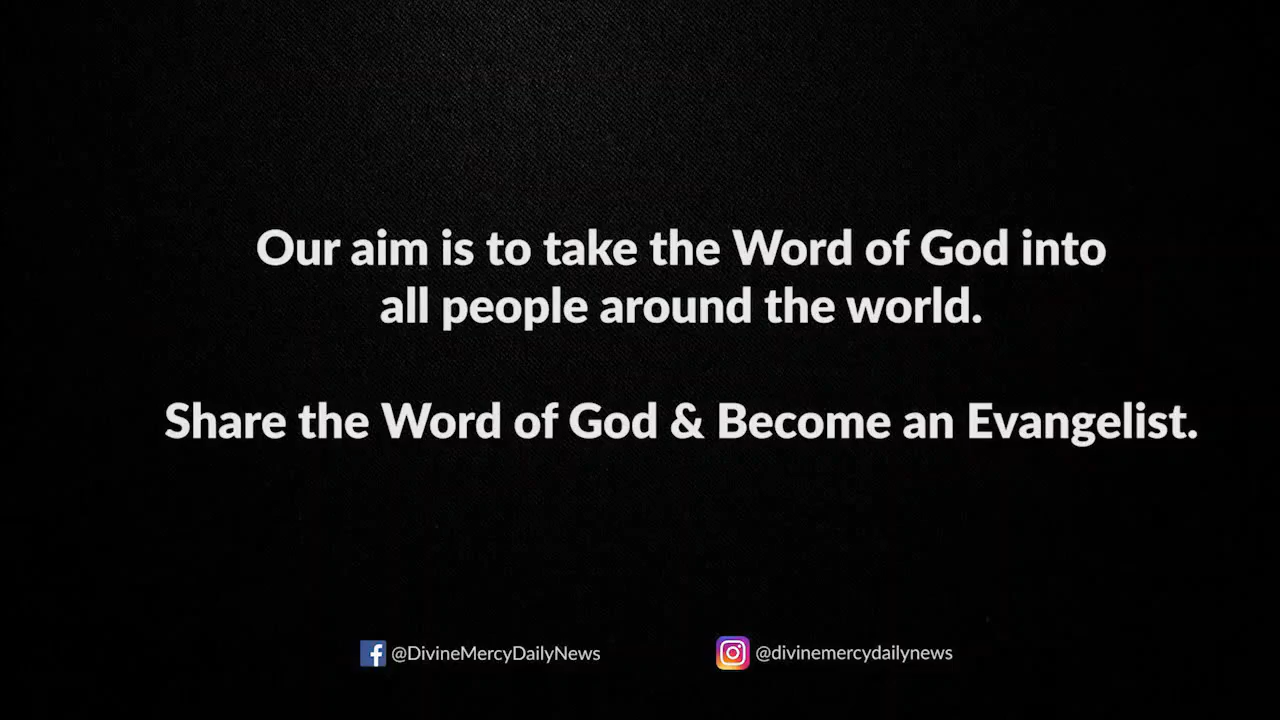 Our aim is to take the Word of God into
all people around the world.
Share the Word of God & Become an Evangelist.
@DivineMercyDailyNews
@divinemercydailynews